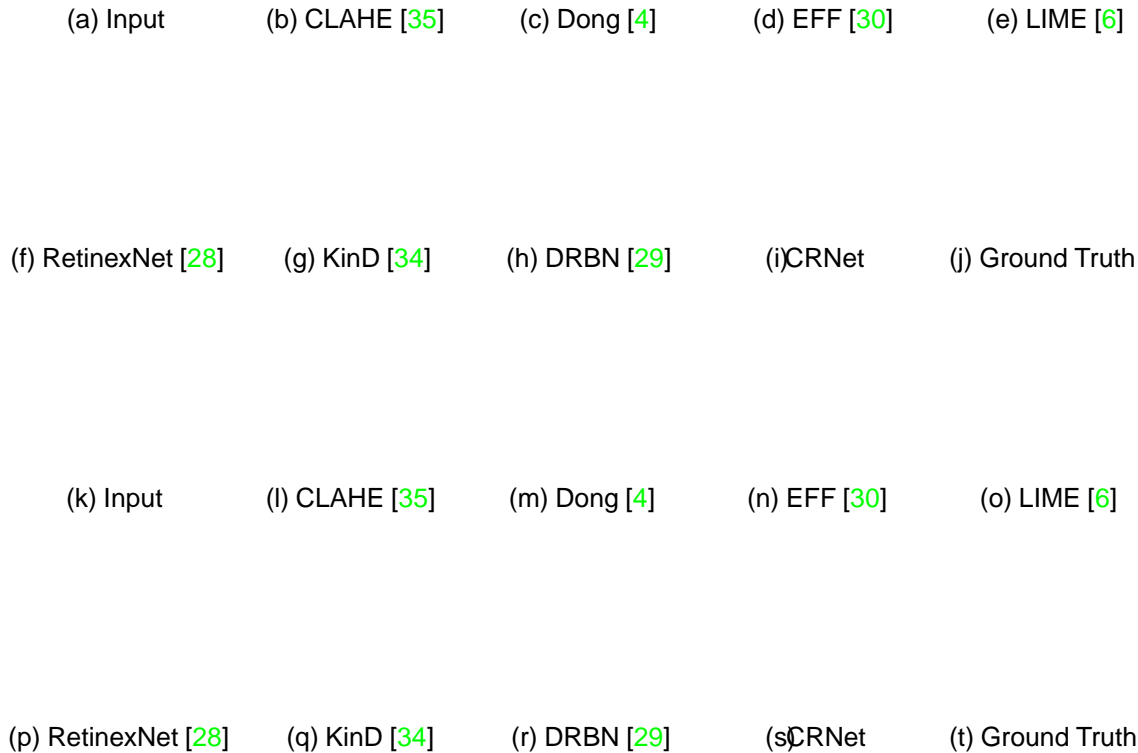 (a) Input (b) CLAHE [35] (c) Dong [4] (d) EFF [30] (e) LIME [6]
(f) RetinexNet [28] (g) KinD [34] (h) DRBN [29] (i)CRNet (j) Ground Truth
(k) Input (l) CLAHE [35] (m) Dong [4] (n) EFF [30] (o) LIME [6]
(p) RetinexNet [28] (q) KinD [34] (r) DRBN [29] (s)CRNet (t) Ground Truth